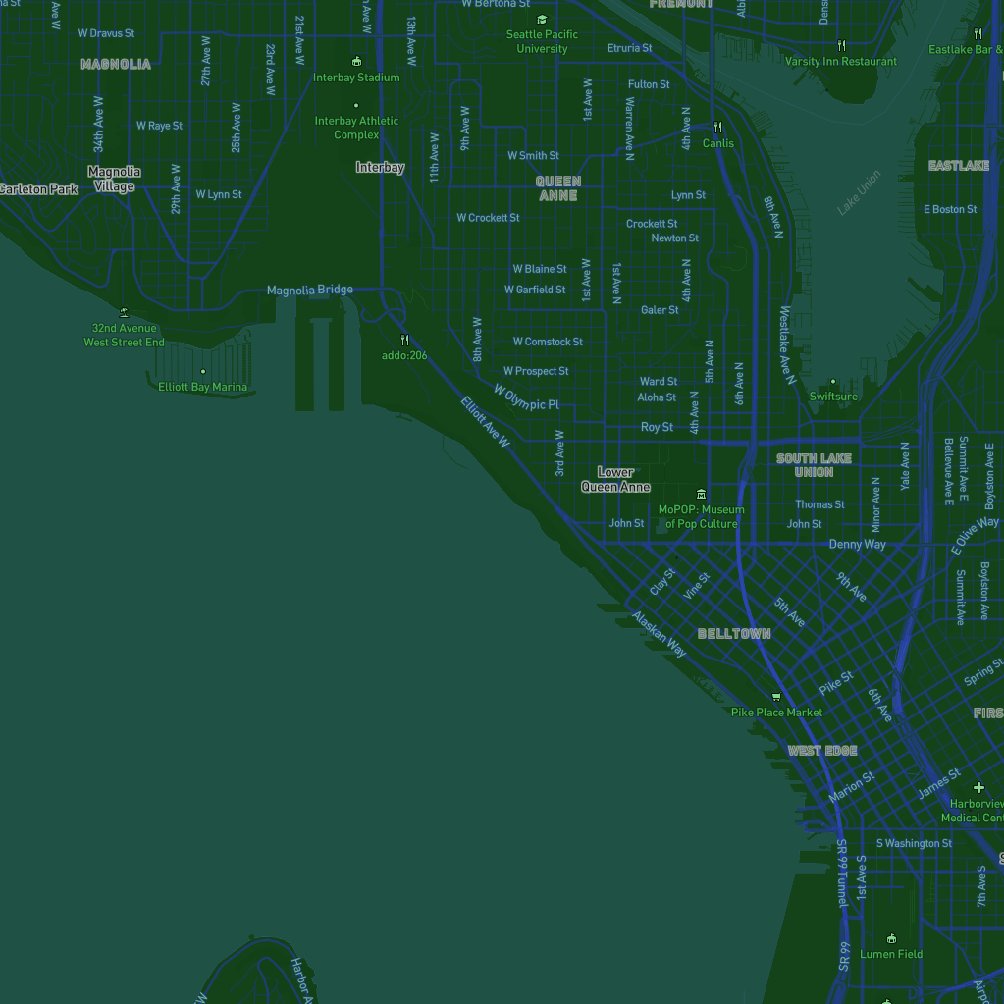 W Bertona St
FREMONT
Ave W
21st Ave W
13th Ave W
Seattle Pacific
University
W Dravus St
MAGNOLIA
27th Ave W
23rd Ave W
Etruria St
Eastlake Bar &
Varsity Inn Restaurant
Interbay Stadium
Fulton St
34th Ave W
W Raye St
Interbay Athletic
Complex
9th Ave W
1st Ave W
Warren Ave N
4th Ave N
Canlis
11th Ave W
W Smith St
Magnolia
Village
Interbay
EASTLAKE
Carleton Park
29th Ave W
W Lynn St
QUEEN
ANNE
Lynn St
Lake Union
8th Ave N
E Boston St
W Crockett St
Crockett St
Newton St
W Blaine St
1st Ave W
1st Ave N
4th Ave N
Magnolia Bridge
W Garfield St
Galer St
32nd Avenue
West Street End
addo:206
8th Ave W
W Comstock St
Westlake Ave N
5th Ave N
6th Ave N
W Prospect St
Elliott Bay Marina
W Olympic Pl
Ward St
Aloha St
4th Ave N
Swiftsure
Elliott Ave W
Roy St
3rd Ave W
SOUTH LAKE
UNION
Yale Ave N
Bellevue Ave E
Summit Ave E
Boylston Ave E
Lower
Queen Anne
MoPOP: Museum
of Pop Culture
Thomas St
Minor Ave N
John St
John St
Denny Way
E Olive Way
Clay St
Vine St
9th Ave
5th Ave
Summit Ave
Boylston Ave
Alaskan Way
BELLTOWN
Pike St
Spring St
6th Ave
Pike Place Market
FIRS
WEST EDGE
Marion St
James St
Harborview
Medical Cent
S Washington St
SR 99 Tunnel
1st Ave S
7th Ave S
Lumen Field
SR 99
Harbor A
Airpo